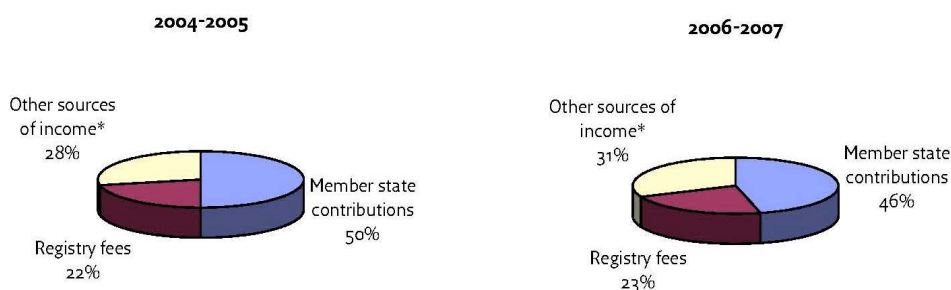 2004-2005
Other sources
of income*
28%
Member state
contributions
50%
Registry fees
22%
2006-2007
Other sources of
income*
31%
Member state
contributions
46%
Registry fees
23%